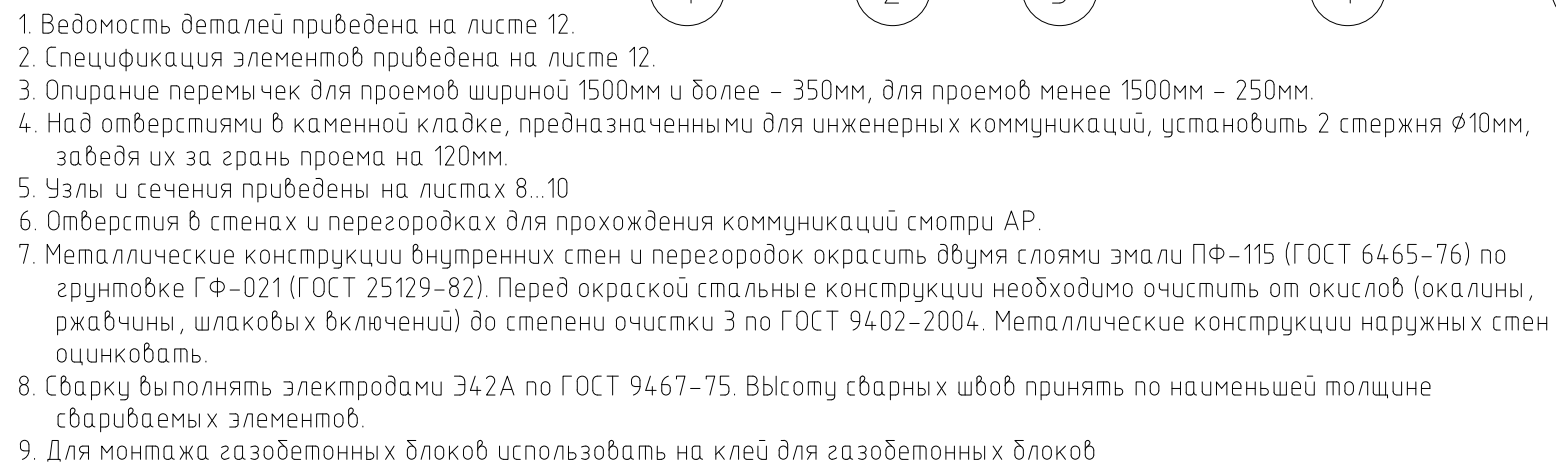 1. Ведомость деталей приведена на листе 12.
2. Спецификация элементов приведена на листе 12.
3. Опирание перемычек для проемов шириной 1500мм и более - 350мм, для проемов менее 1500мм - 250мм.
4. Над отверстиями в каменной кладке, предназначенными для инженерных коммуникаций, установить 2 стержня ∅10мм,
заведя их за грань проема на 120мм.
5. Узлы и сечения приведены на листах 8...10
6. Отверстия в стенах и перегородках для прохождения коммуникаций смотри АР.
7. Металлические конструкции внутренних стен и перегородок окрасить двумя слоями эмали ПФ-115 (ГОСТ 6465-76) по
грунтовке ГФ-021 (ГОСТ 25129-82). Перед окраской стальные конструкции необходимо очистить от окислов (окалины,
ржавчины, шлаковых включений) до степени очистки 3 по ГОСТ 9402-2004. Металлические конструкции наружных стен
оцинковать.
8. Сварку выполнять электродами Э42А по ГОСТ 9467-75. ВЫсоту сварных швов принять по наименьшей толщине
свариваемых элементов.
9. Для монтажа газобетонных блоков использовать на клей для газобетонных блоков